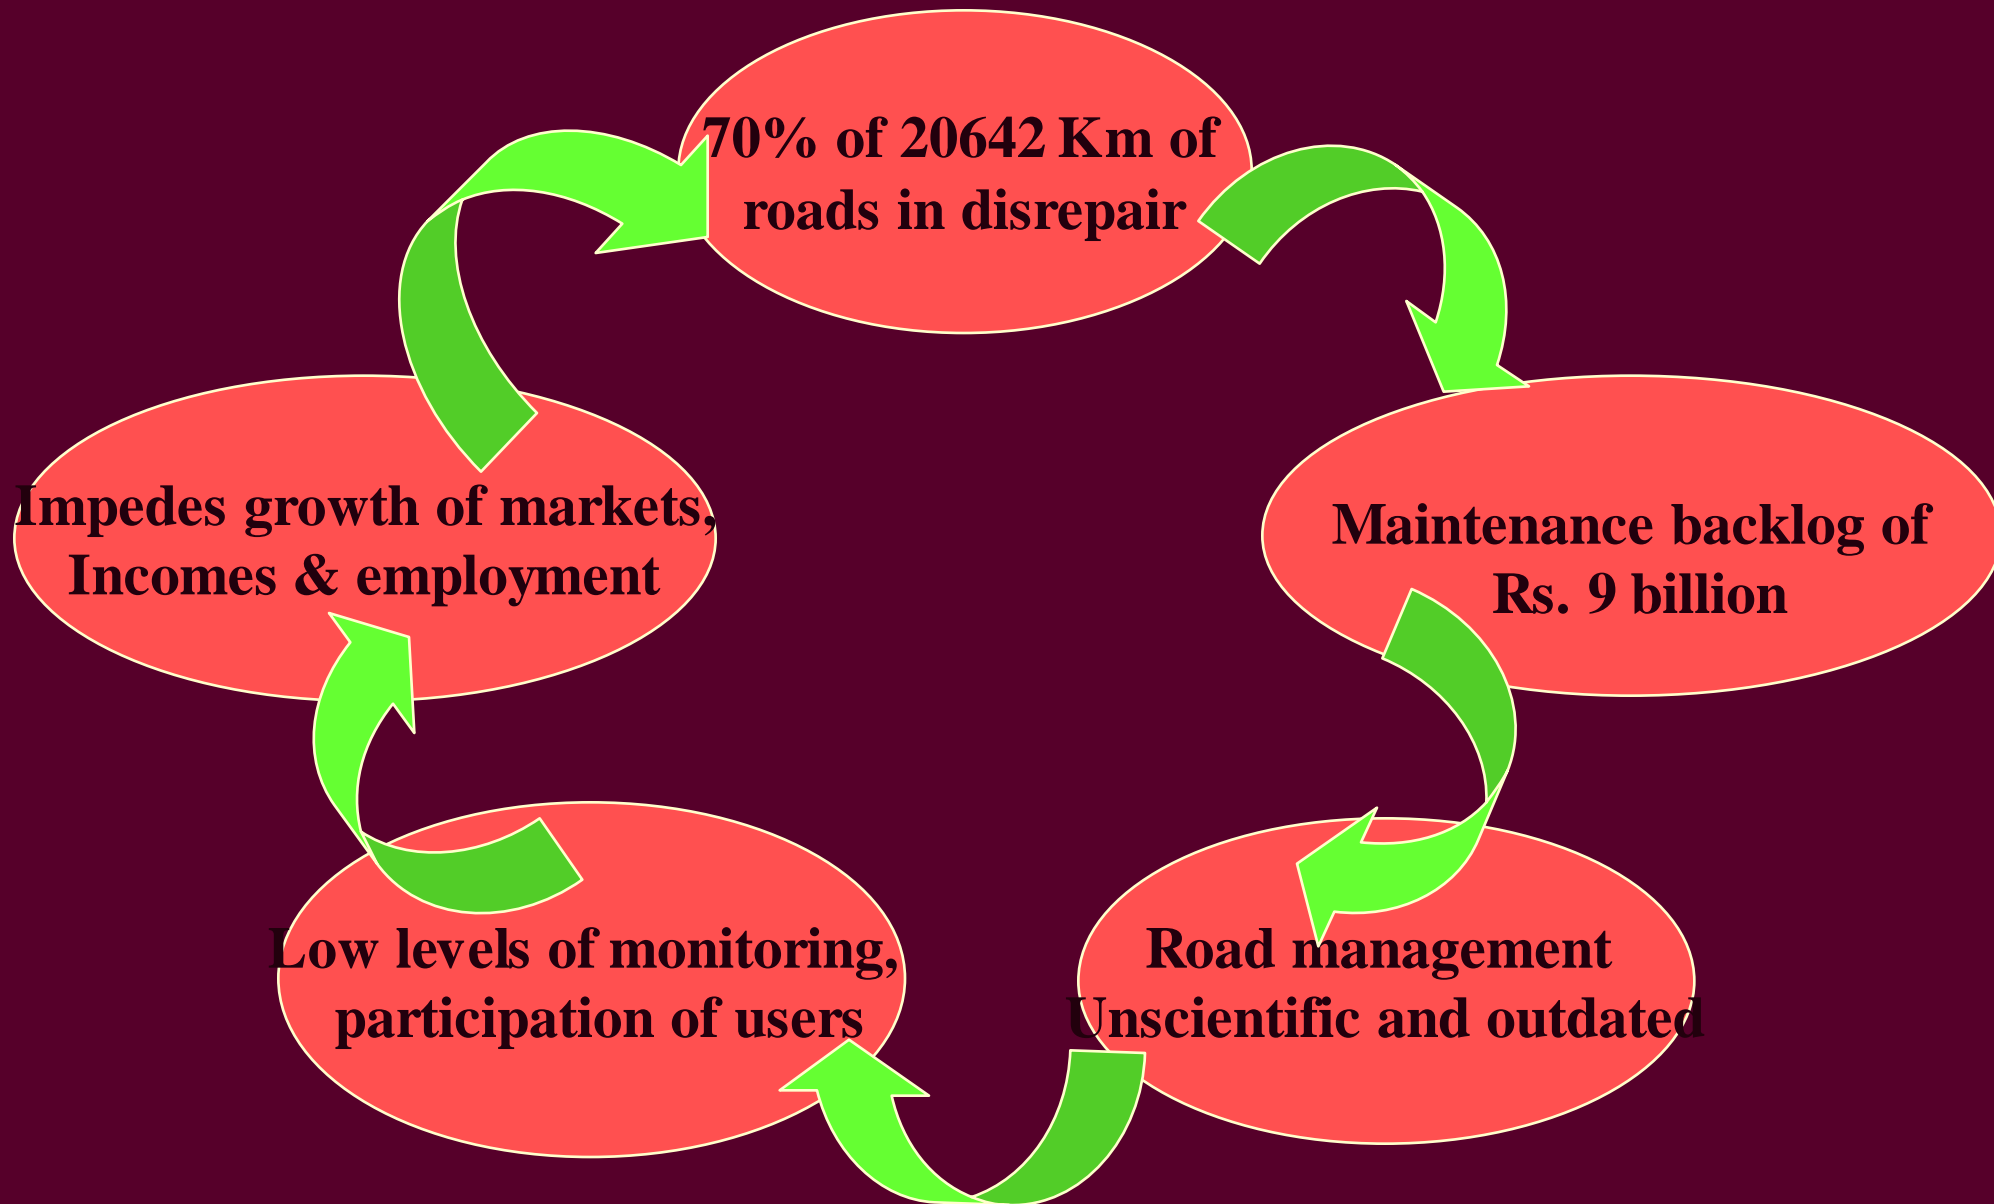 70% of 20642 Km of
roads in disrepair
Maintenance backlog of
Rs. 9 billion
Road management
Unscientific and outdated
Low levels of monitoring,
participation of users
Impedes growth of markets,
Incomes & employment